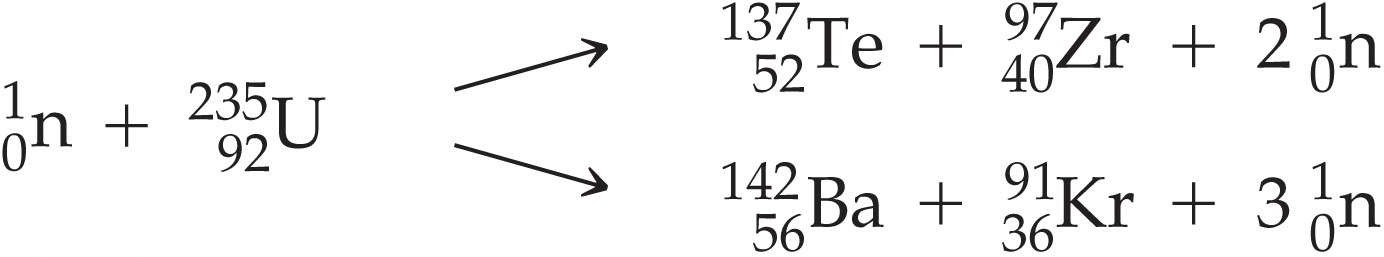 ¹³⁷₅₂Te + ⁹⁷₄₀Zr + 2 ¹₀n
¹₀n + ²³⁵₉₂U
¹⁴²₅₆Ba + ⁹¹₃₆Kr + 3 ¹₀n